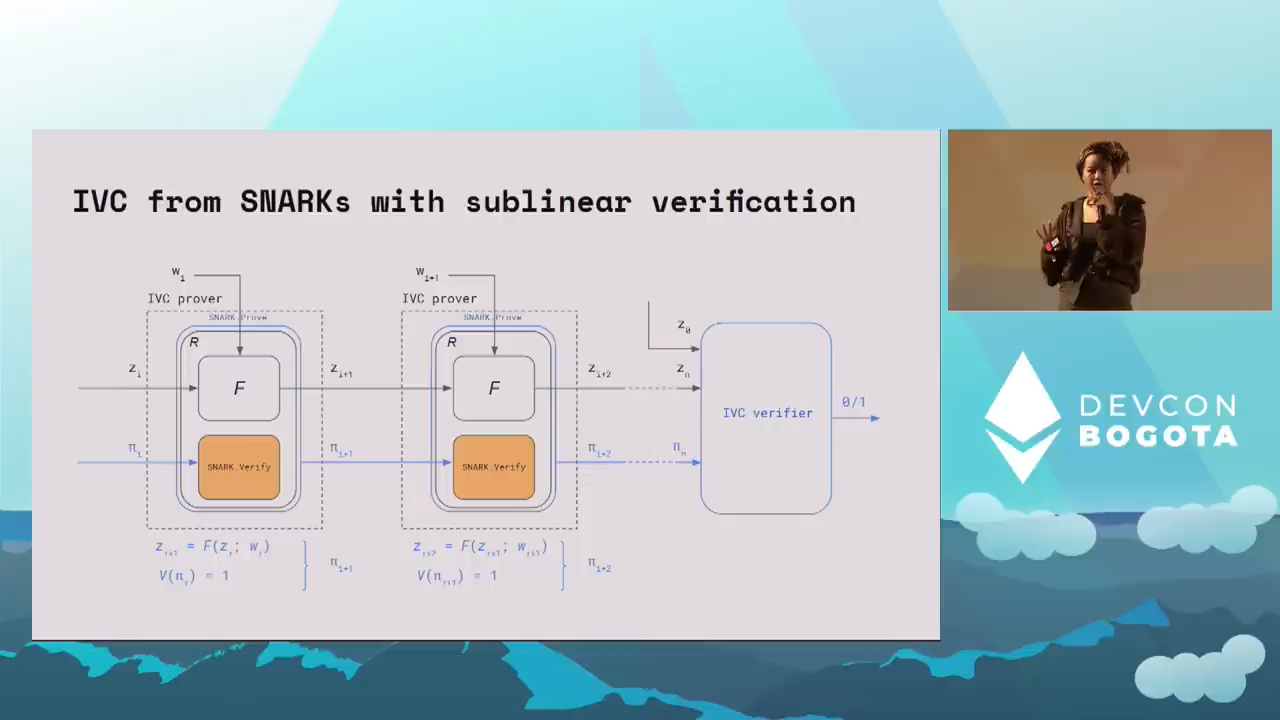 IVC from SNARKs with sublinear verification
w_i
w_{i+1}
IVC prover
IVC prover
SNARK.Prove
SNARK.Prove
z_0
R
R
z_i
F
z_{i+1}
F
z_{i+2}
z_n
IVC verifier
0/1
π_i
SNARK.Verify
π_{i+1}
SNARK.Verify
π_{i+2}
π_n
z_{i+1} = F(z_i; w_i)
V(π_i) = 1
π_{i+1}
z_{i+2} = F(z_{i+1}; w_{i+1})
V(π_{i+1}) = 1
π_{i+2}
DEVCON
BOGOTA